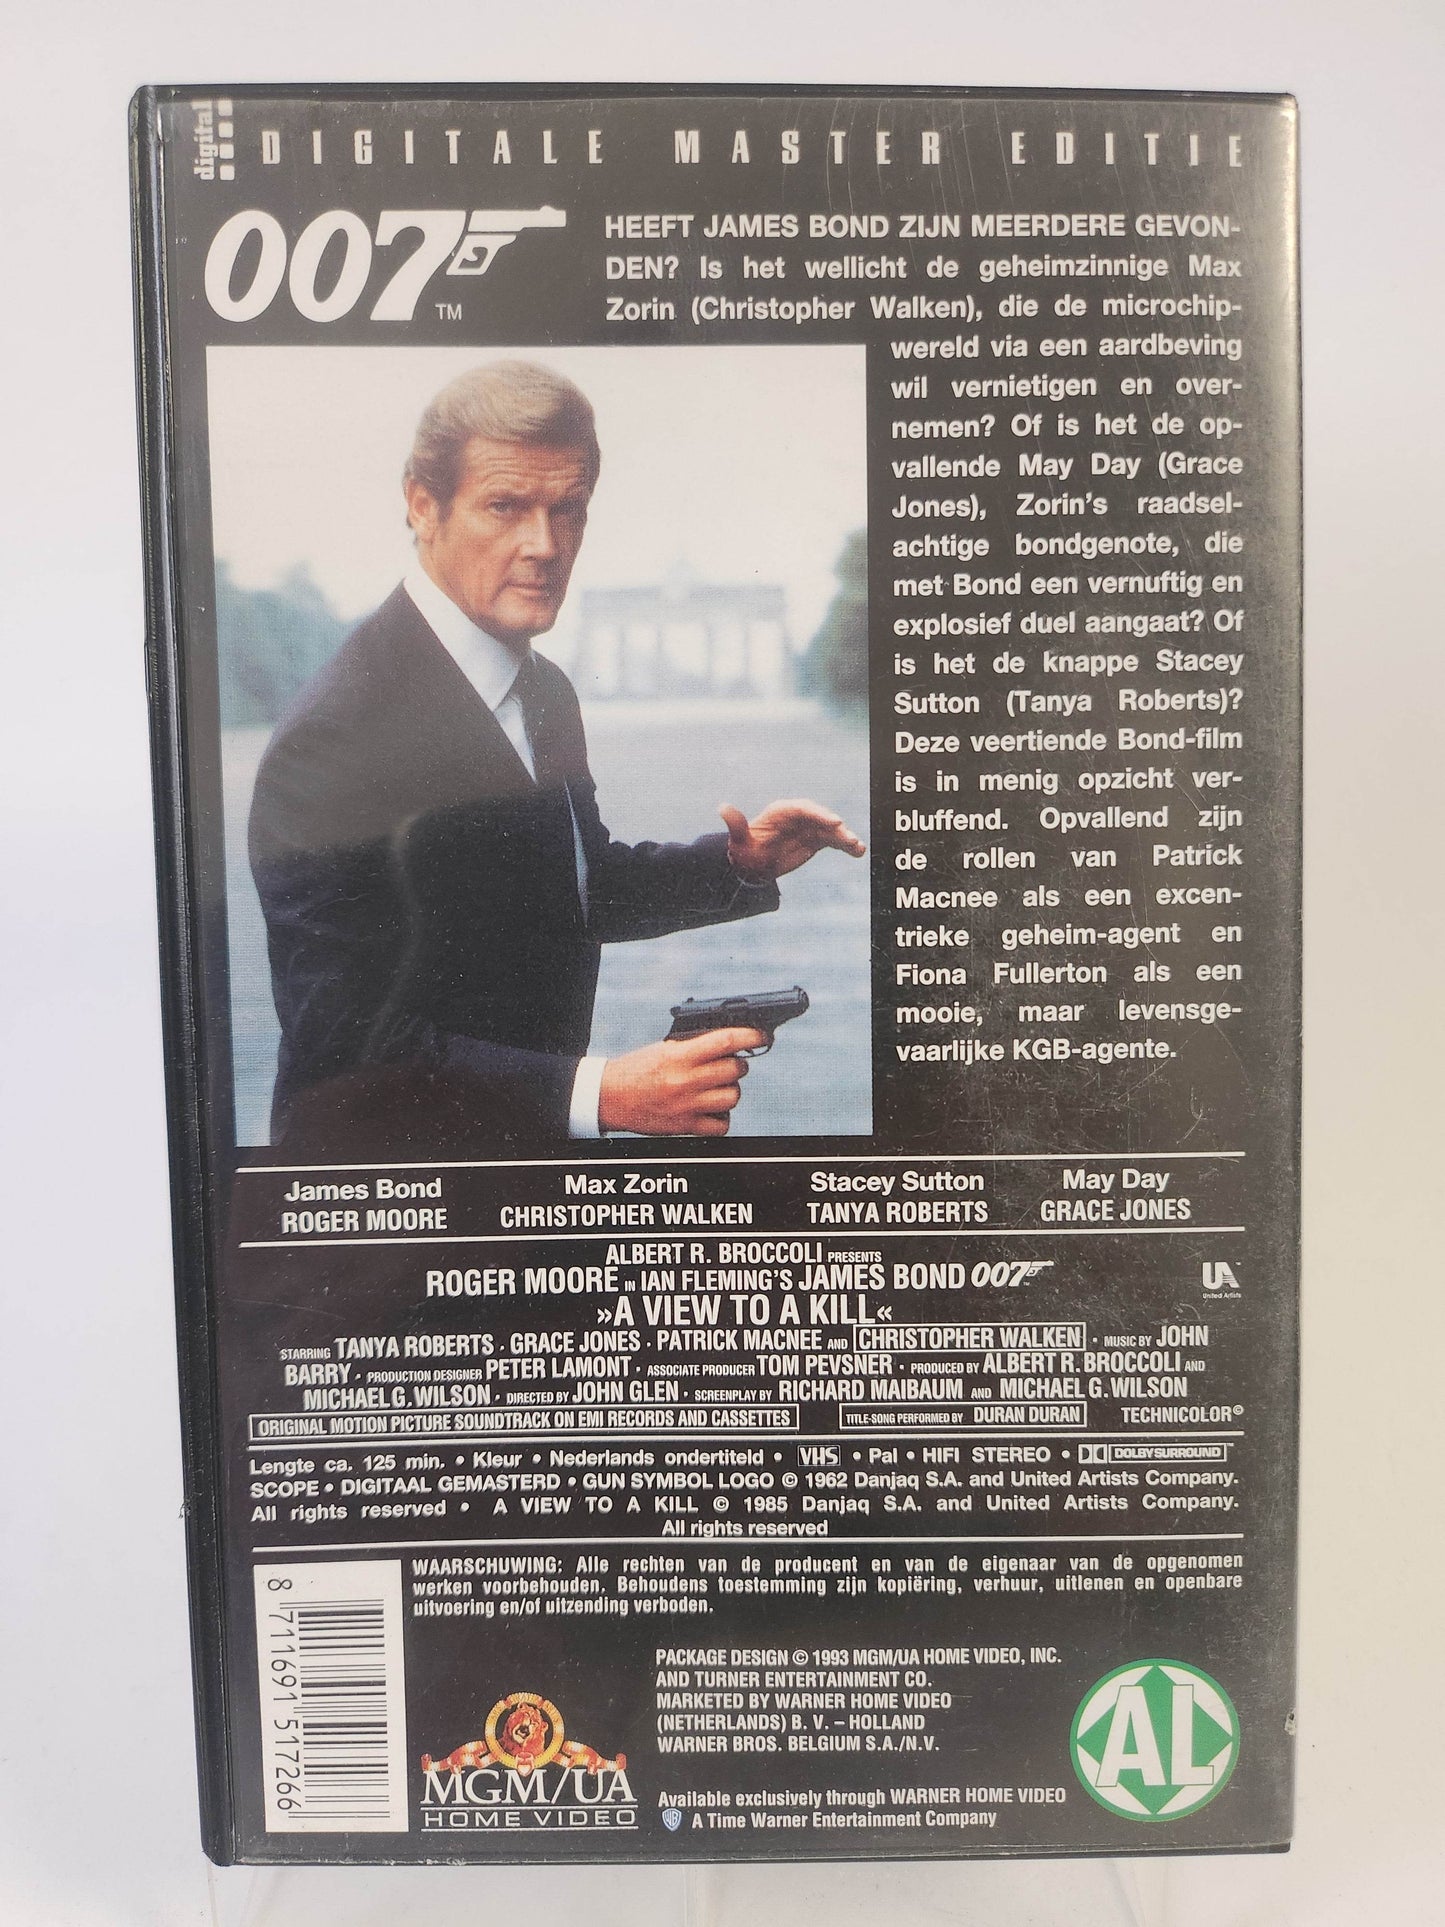 digital
DIGITALE MASTER EDITIE
007
TM
HEEFT JAMES BOND ZIJN MEERDERE GEVON-
DEN? Is het wellicht de geheimzinnige Max
Zorin (Christopher Walken), die de microchip-
wereld via een aardbeving
wil vernietigen en over-
nemen? Of is het de op-
vallende May Day (Grace
Jones), Zorin's raadsel-
achtige bondgenote, die
met Bond een vernuftig en
explosief duel aangaat? Of
is het de knappe Stacey
Sutton (Tanya Roberts)?
Deze veertiende Bond-film
is in menig opzicht ver-
bluffend. Opvallend zijn
de rollen van Patrick
Macnee als een excen-
trieke geheim-agent en
Fiona Fullerton als een
mooie, maar levensge-
vaarlijke KGB-agente.
James Bond Max Zorin Stacey Sutton May Day
ROGER MOORE CHRISTOPHER WALKEN TANYA ROBERTS GRACE JONES
ALBERT R. BROCCOLI PRESENTS
ROGER MOORE IN IAN FLEMING'S JAMES BOND 007
UA
United Artists
»A VIEW TO A KILL«
STARRING TANYA ROBERTS · GRACE JONES · PATRICK MACNEE AND CHRISTOPHER WALKEN · MUSIC BY JOHN
BARRY · PRODUCTION DESIGNER PETER LAMONT · ASSOCIATE PRODUCER TOM PEVSNER · PRODUCED BY ALBERT R. BROCCOLI AND
MICHAEL G. WILSON · DIRECTED BY JOHN GLEN · SCREENPLAY BY RICHARD MAIBAUM AND MICHAEL G. WILSON
ORIGINAL MOTION PICTURE SOUNDTRACK ON EMI RECORDS AND CASSETTES TITLE-SONG PERFORMED BY DURAN DURAN TECHNICOLOR®
Lengte ca. 125 min. • Kleur • Nederlands ondertiteld • VHS • Pal • HIFI STEREO • DOLBY SURROUND
SCOPE • DIGITAAL GEMASTERD • GUN SYMBOL LOGO © 1962 Danjaq S.A. and United Artists Company.
All rights reserved • A VIEW TO A KILL © 1985 Danjaq S.A. and United Artists Company.
All rights reserved
WAARSCHUWING: Alle rechten van de producent en van de eigenaar van de opgenomen
werken voorbehouden. Behoudens toestemming zijn kopiëring, verhuur, uitlenen en openbare
uitvoering en/of uitzending verboden.
8 711691 517266
PACKAGE DESIGN © 1993 MGM/UA HOME VIDEO, INC.
AND TURNER ENTERTAINMENT CO.
MARKETED BY WARNER HOME VIDEO
(NETHERLANDS) B. V. – HOLLAND
WARNER BROS. BELGIUM S.A./N.V.
MGM/UA
HOME VIDEO
Available exclusively through WARNER HOME VIDEO
WB A Time Warner Entertainment Company
AL